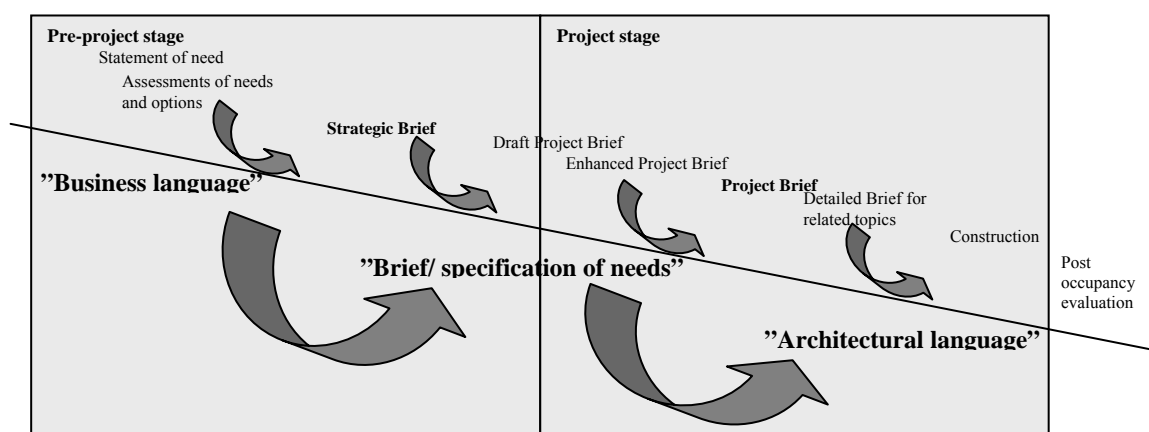 Pre-project stage
Statement of need
Assessments of needs
and options
Strategic Brief
”Business language”
Project stage
Draft Project Brief
Enhanced Project Brief
Project Brief
Detailed Brief for
related topics
Construction
”Brief/ specification of needs”
Post
occupancy
evaluation
”Architectural language”